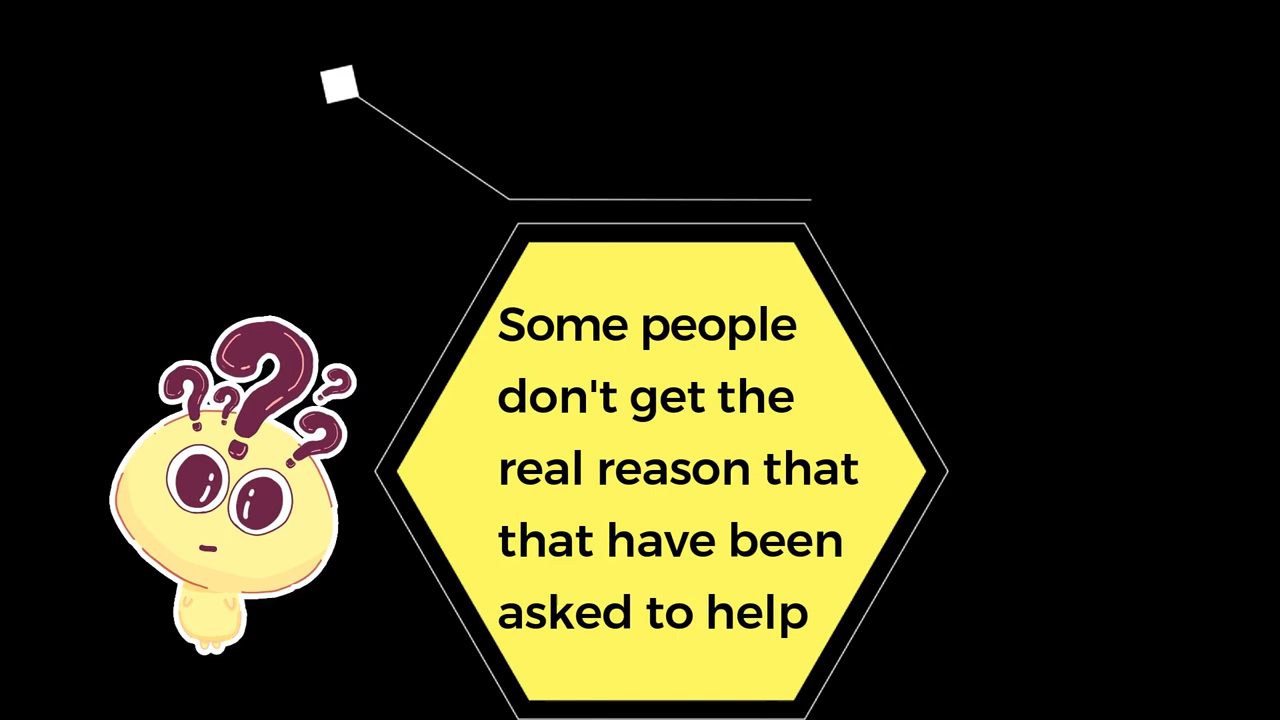 Some people
don't get the
real reason that
that have been
asked to help